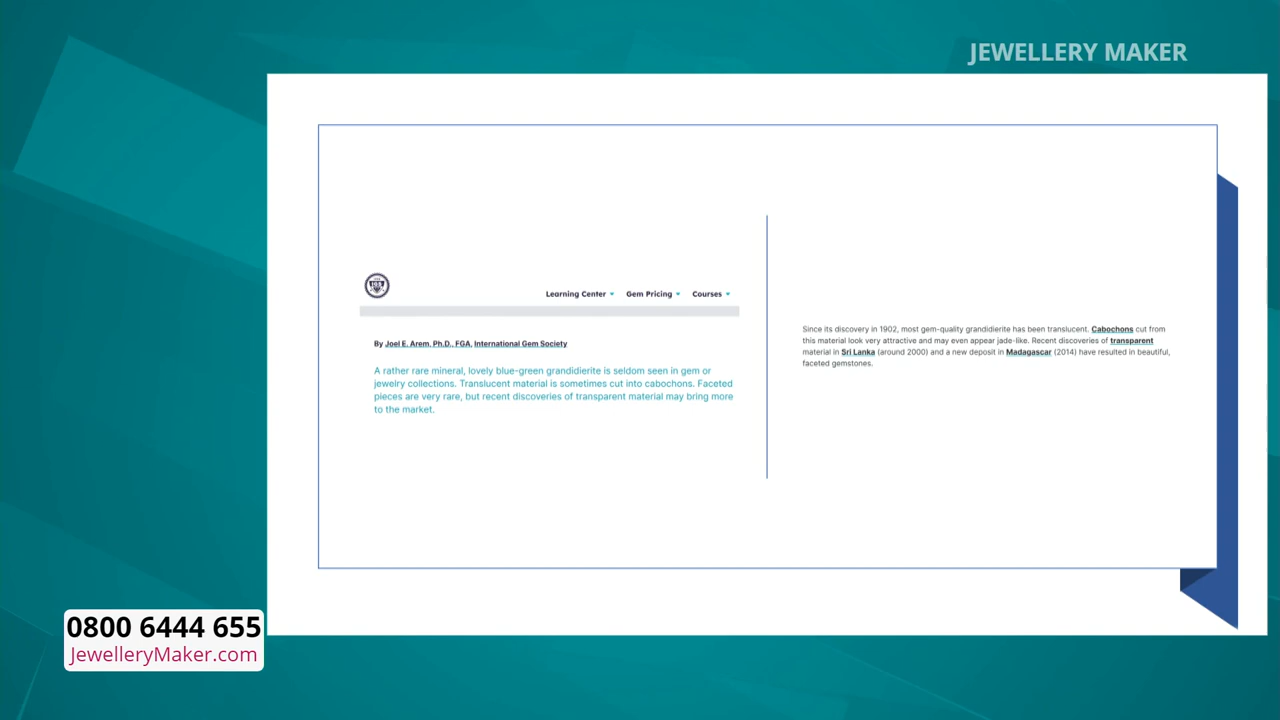 JEWELLERY MAKER
Learning Center
Gem Pricing
Courses
By Joel E. Arem, Ph.D., FGA, International Gem Society
A rather rare mineral, lovely blue-green grandidierite is seldom seen in gem or
jewelry collections. Translucent material is sometimes cut into cabochons. Faceted
pieces are very rare, but recent discoveries of transparent material may bring more
to the market.
Since its discovery in 1902, most gem-quality grandidierite has been translucent. Cabochons cut from
this material look very attractive and may even appear jade-like. Recent discoveries of transparent
material in Sri Lanka (around 2000) and a new deposit in Madagascar (2014) have resulted in beautiful,
faceted gemstones.
0800 6444 655
JewelleryMaker.com